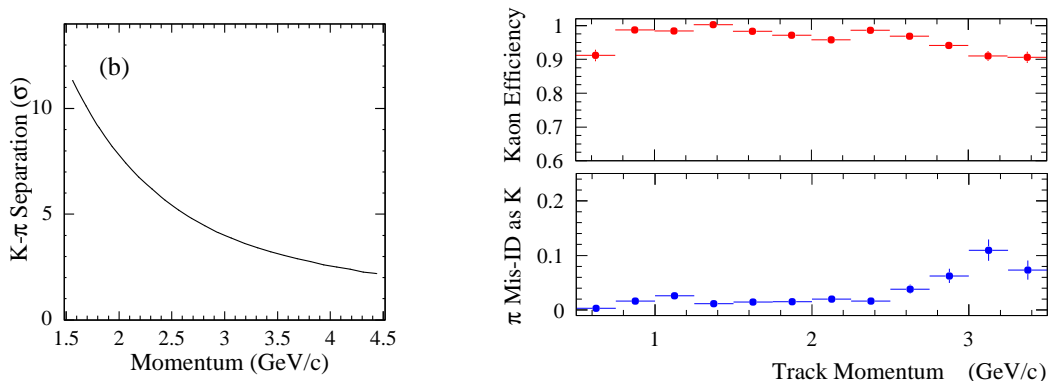 (b)
K-π Separation (σ)
10
5
0
1.5 2 2.5 3 3.5 4 4.5
Momentum (GeV/c)
Kaon Efficiency
1
0.9
0.8
0.7
0.6
π Mis-ID as K
0.2
0.1
0
1 2 3
Track Momentum (GeV/c)